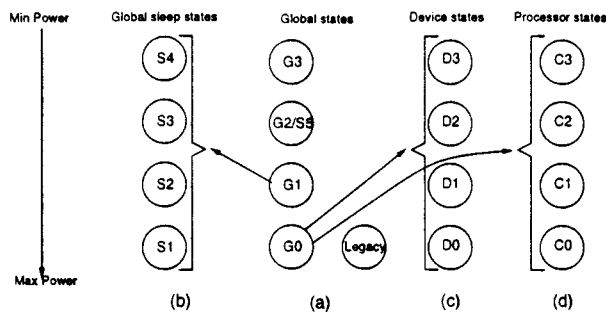 Min Power Global sleep states Global states Device states Processor states
S4 G3 D3 C3
S3 G2/S5 D2 C2
S2 G1 D1 C1
S1 G0 Legacy D0 C0
Max Power
(b) (a) (c) (d)